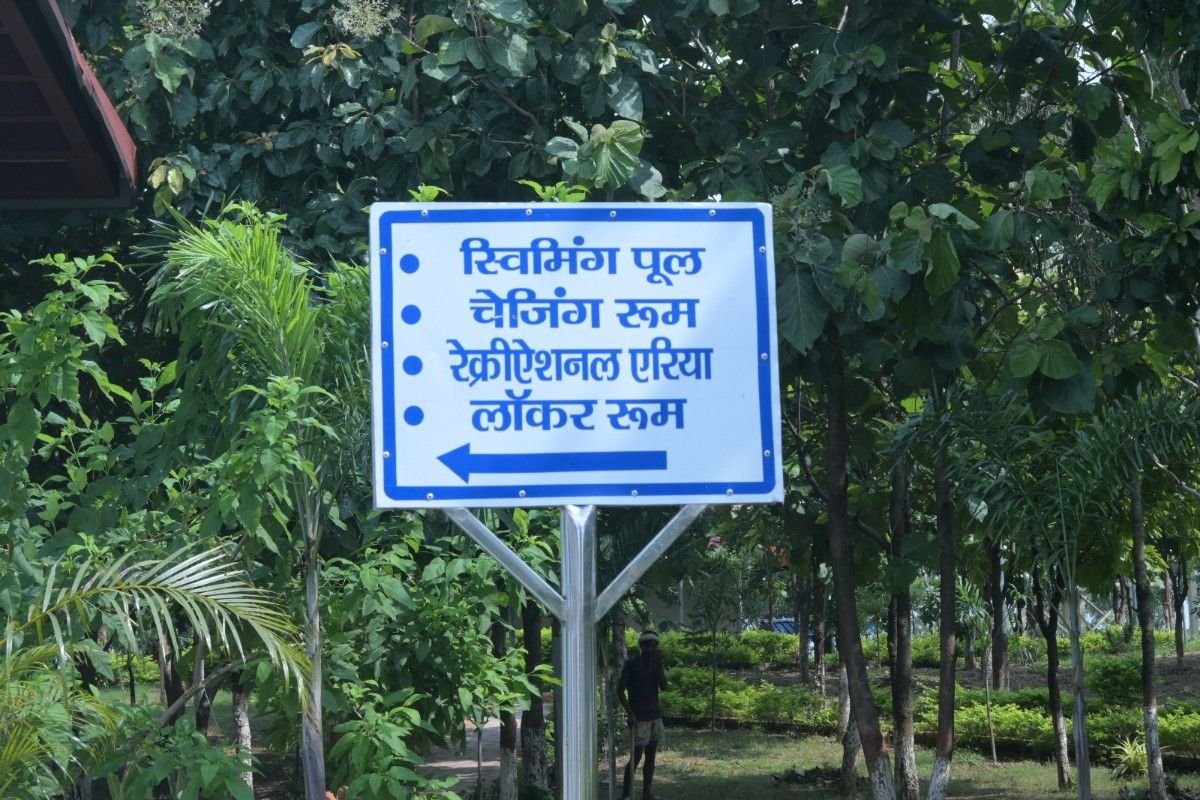 स्विमिंग पूल
चेजिंग रूम
रेक्रीऐशनल एरिया
लॉकर रूम